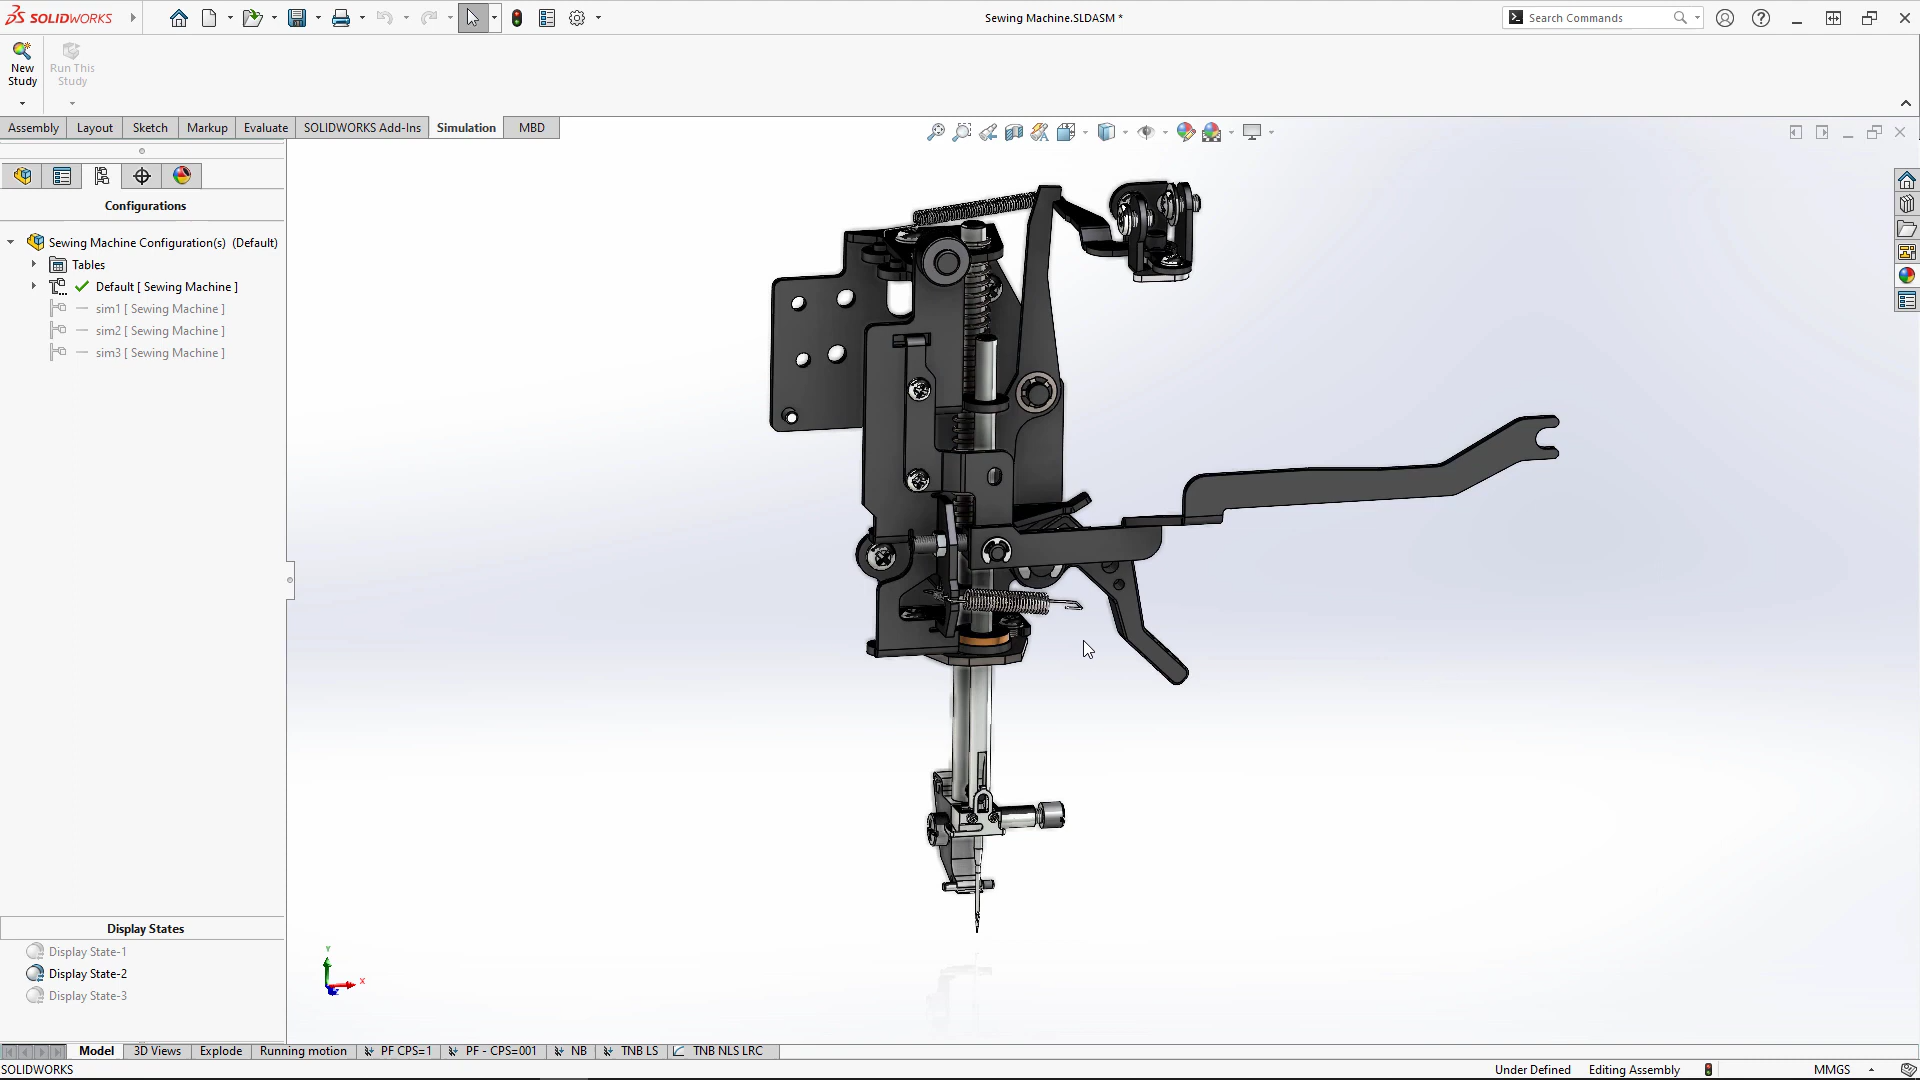 SOLIDWORKS
Sewing Machine.SLDASM *
Search Commands
New Study
Run This Study
Assembly
Layout
Sketch
Markup
Evaluate
SOLIDWORKS Add-Ins
Simulation
MBD
Configurations
Sewing Machine Configuration(s) (Default)
Tables
Default [ Sewing Machine ]
sim1 [ Sewing Machine ]
sim2 [ Sewing Machine ]
sim3 [ Sewing Machine ]
Display States
Display State-1
Display State-2
Display State-3
Y
X
Model
3D Views
Explode
Running motion
PF CPS=1
PF - CPS=001
NB
TNB LS
TNB NLS LRC
SOLIDWORKS
Under Defined
Editing Assembly
MMGS